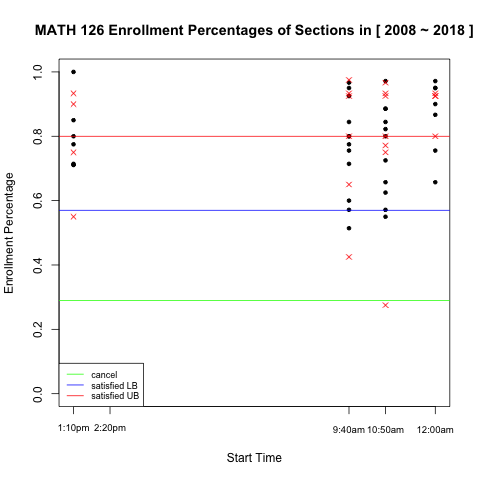 MATH 126 Enrollment Percentages of Sections in [ 2008 ~ 2018 ]
Enrollment Percentage
1.0
0.8
0.6
0.4
0.2
0.0
cancel
satisfied LB
satisfied UB
1:10pm 2:20pm 9:40am 10:50am 12:00am
Start Time